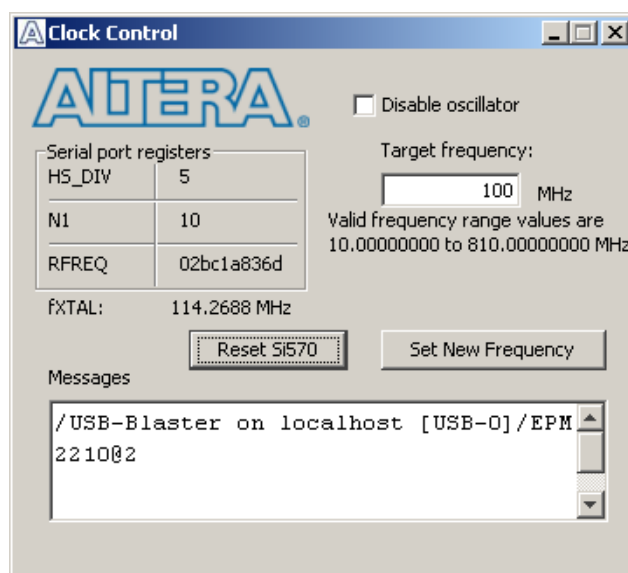 Clock Control
ALTERA®
Disable oscillator
Serial port registers
HS_DIV 5
N1 10
RFREQ 02bc1a836d
Target frequency:
100 MHz
Valid frequency range values are
10.00000000 to 810.00000000 MHz
fXTAL: 114.2688 MHz
Reset Si570
Set New Frequency
Messages
/USB-Blaster on localhost [USB-0]/EPM
2210@2